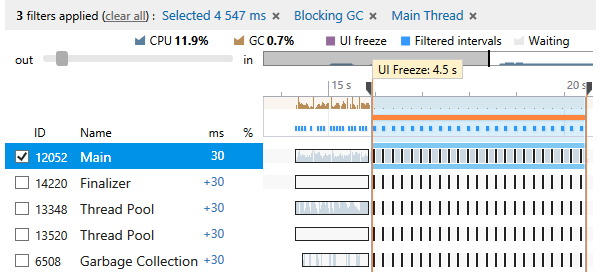 3 filters applied (clear all) : Selected 4 547 ms × Blocking GC × Main Thread ×
CPU 11.9% GC 0.7% UI freeze Filtered intervals Waiting
out in
UI Freeze: 4.5 s
15 s 20 s
ID Name ms %
12052 Main 30
14220 Finalizer +30
13348 Thread Pool +30
13520 Thread Pool +30
6508 Garbage Collection +30